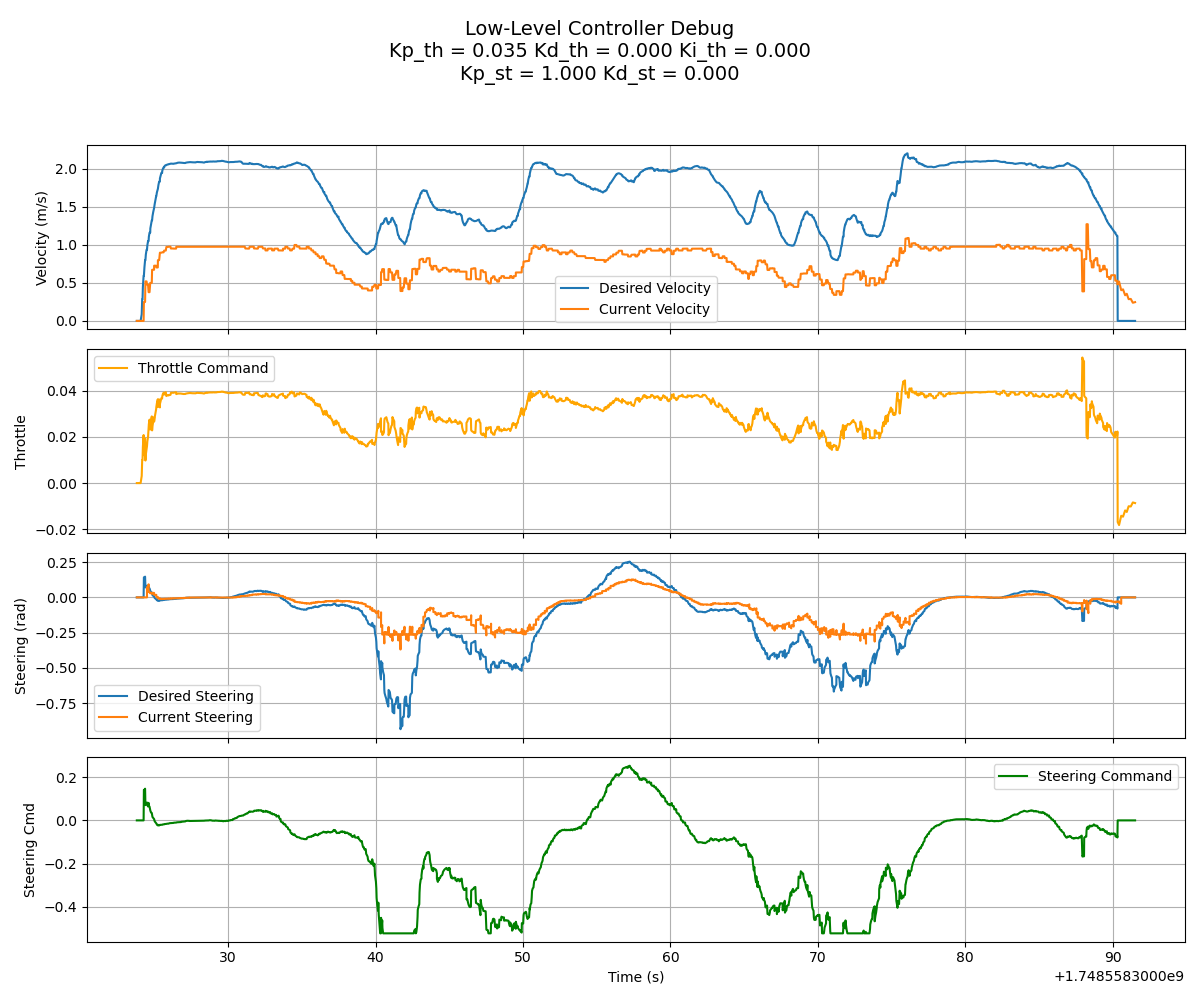 Low-Level Controller Debug
Kp_th = 0.035 Kd_th = 0.000 Ki_th = 0.000
Kp_st = 1.000 Kd_st = 0.000
Velocity (m/s)
2.0
1.5
1.0
0.5
0.0
Desired Velocity
Current Velocity
Throttle
0.04
0.02
0.00
−0.02
Throttle Command
Steering (rad)
0.25
0.00
−0.25
−0.50
−0.75
Desired Steering
Current Steering
Steering Cmd
0.2
0.0
−0.2
−0.4
Steering Command
30 40 50 60 70 80 90
Time (s)
+1.7485583000e9